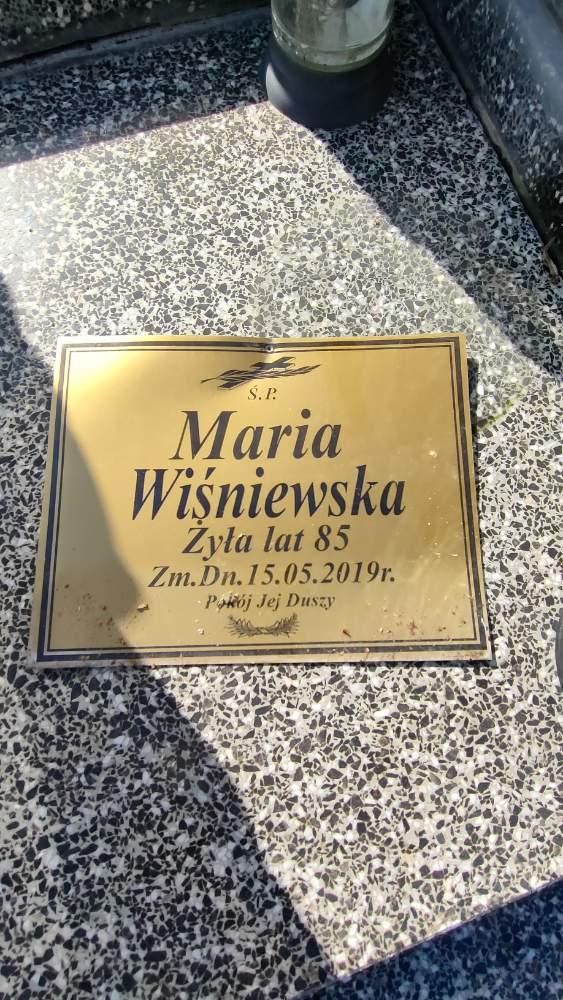 Ś.P.
Maria
Wiśniewska
Żyła lat 85
Zm.Dn.15.05.2019r.
Pokój Jej Duszy